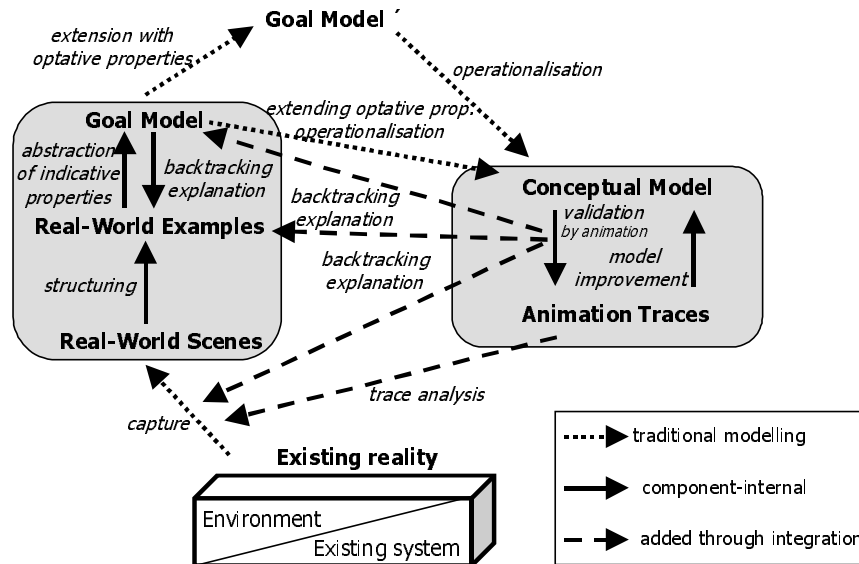 Goal Model ´
extension with
optative properties
operationalisation
Goal Model
extending optative prop.
operationalisation
abstraction
of indicative
properties
backtracking
explanation
Real-World Examples
structuring
Real-World Scenes
backtracking
explanation
backtracking
explanation
Conceptual Model
validation
by animation
model
improvement
Animation Traces
trace analysis
capture
Existing reality
Environment
Existing system
traditional modelling
component-internal
added through integration